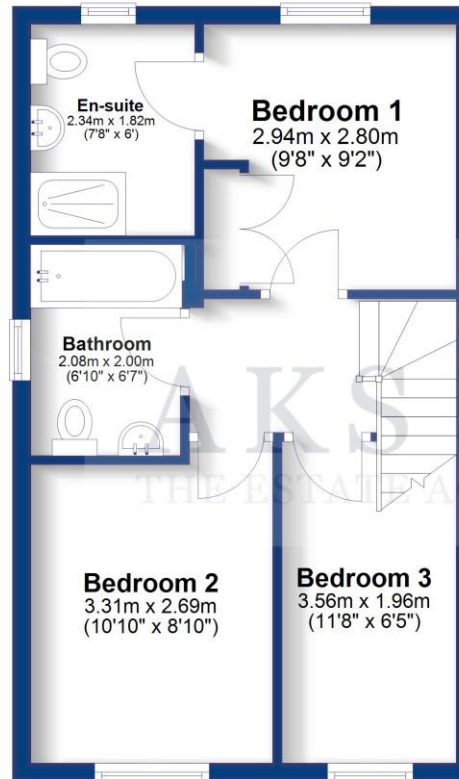 En-suite
2.34m x 1.82m
(7'8" x 6')
Bedroom 1
2.94m x 2.80m
(9'8" x 9'2")
Bathroom
2.08m x 2.00m
(6'10" x 6'7")
AKS
THE ESTATE A
Bedroom 2
3.31m x 2.69m
(10'10" x 8'10")
Bedroom 3
3.56m x 1.96m
(11'8" x 6'5")